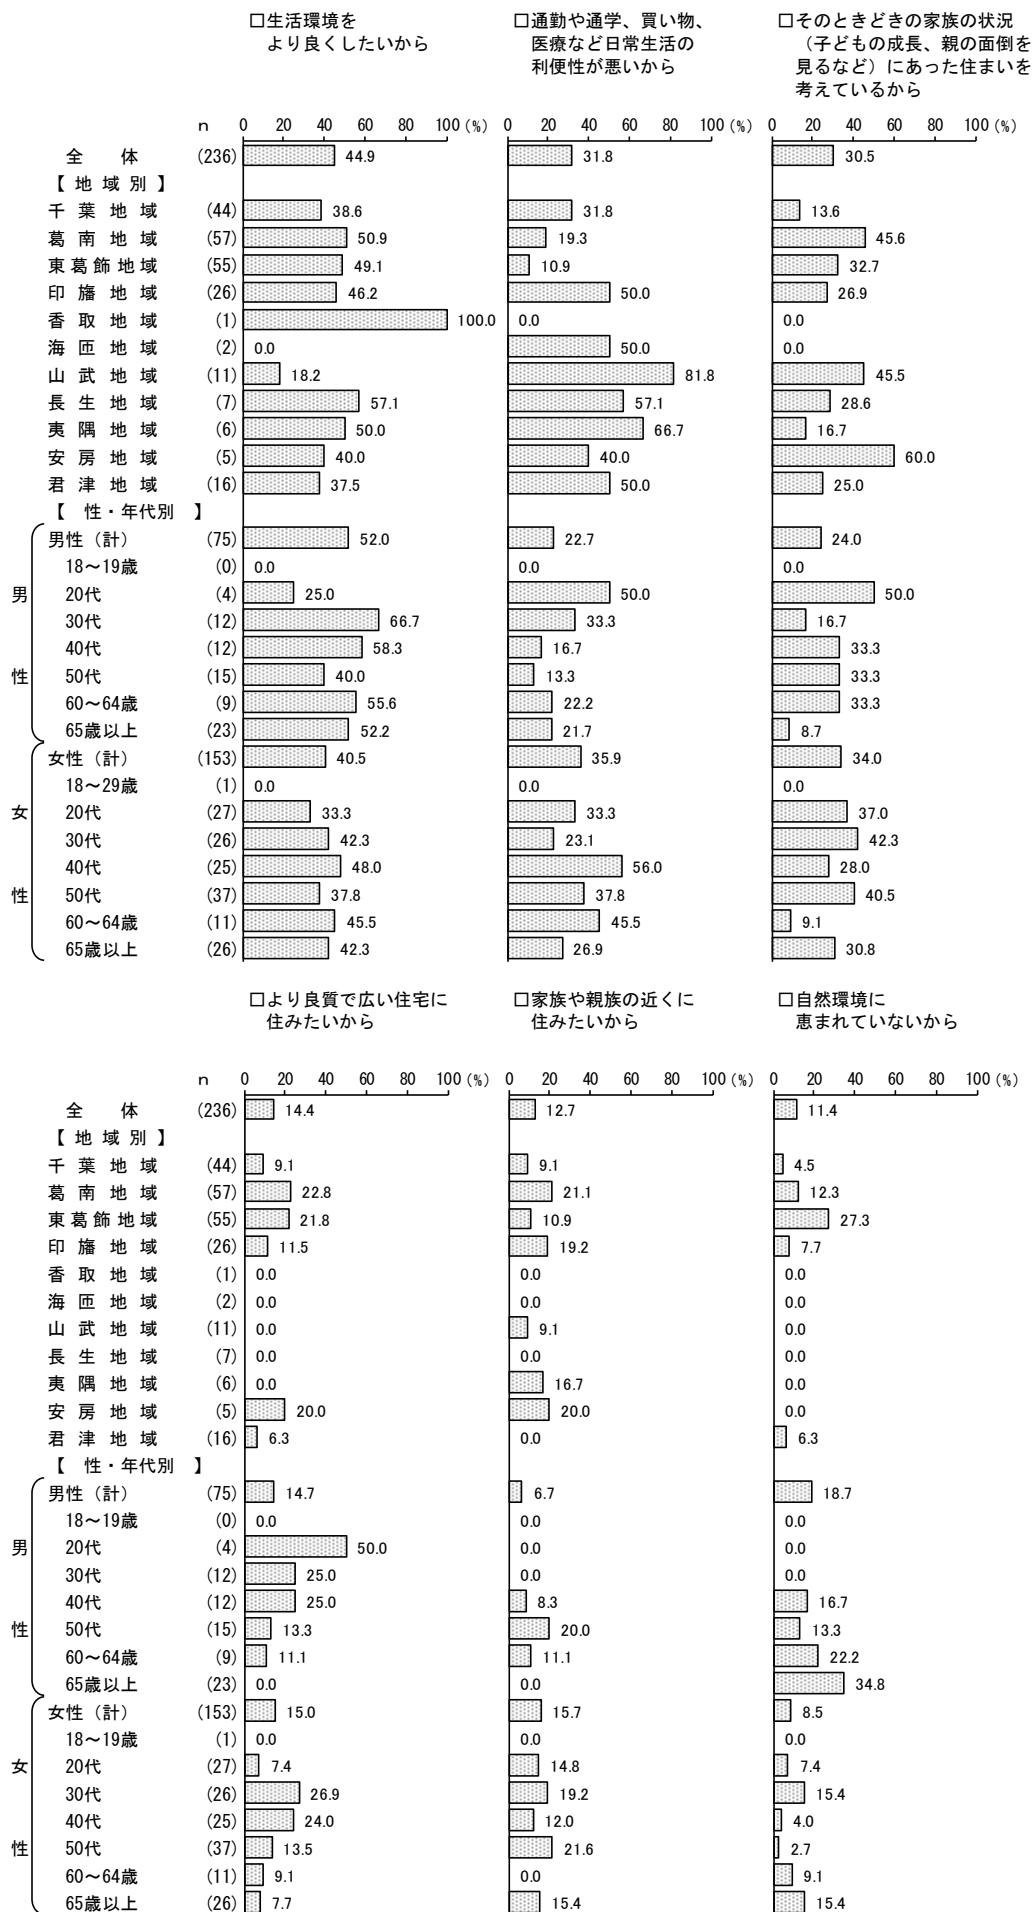 □生活環境を
より良くしたいから
□通勤や通学、買い物、
医療など日常生活の
利便性が悪いから
□そのときどきの家族の状況
（子どもの成長、親の面倒を
見るなど）にあった住まいを
考えているから
n 0 20 40 60 80 100 (%) 0 20 40 60 80 100 (%) 0 20 40 60 80 100 (%)
全 体 (236) 44.9 31.8 30.5
【 地 域 別 】
千 葉 地 域 (44) 38.6 31.8 13.6
葛 南 地 域 (57) 50.9 19.3 45.6
東 葛 飾 地 域 (55) 49.1 10.9 32.7
印 旛 地 域 (26) 46.2 50.0 26.9
香 取 地 域 (1) 100.0 0.0 0.0
海 匝 地 域 (2) 0.0 50.0 0.0
山 武 地 域 (11) 18.2 81.8 45.5
長 生 地 域 (7) 57.1 57.1 28.6
夷 隅 地 域 (6) 50.0 66.7 16.7
安 房 地 域 (5) 40.0 40.0 60.0
君 津 地 域 (16) 37.5 50.0 25.0
【 性・年代別 】
男性（計） (75) 52.0 22.7 24.0
18～19歳 (0) 0.0 0.0 0.0
男 20代 (4) 25.0 50.0 50.0
30代 (12) 66.7 33.3 16.7
40代 (12) 58.3 16.7 33.3
性 50代 (15) 40.0 13.3 33.3
60～64歳 (9) 55.6 22.2 33.3
65歳以上 (23) 52.2 21.7 8.7
女性（計） (153) 40.5 35.9 34.0
18～29歳 (1) 0.0 0.0 0.0
女 20代 (27) 33.3 33.3 37.0
30代 (26) 42.3 23.1 42.3
40代 (25) 48.0 56.0 28.0
性 50代 (37) 37.8 37.8 40.5
60～64歳 (11) 45.5 45.5 9.1
65歳以上 (26) 42.3 26.9 30.8
□より良質で広い住宅に
住みたいから
□家族や親族の近くに
住みたいから
□自然環境に
恵まれていないから
n 0 20 40 60 80 100 (%) 0 20 40 60 80 100 (%) 0 20 40 60 80 100 (%)
全 体 (236) 14.4 12.7 11.4
【 地 域 別 】
千 葉 地 域 (44) 9.1 9.1 4.5
葛 南 地 域 (57) 22.8 21.1 12.3
東 葛 飾 地 域 (55) 21.8 10.9 27.3
印 旛 地 域 (26) 11.5 19.2 7.7
香 取 地 域 (1) 0.0 0.0 0.0
海 匝 地 域 (2) 0.0 0.0 0.0
山 武 地 域 (11) 0.0 9.1 0.0
長 生 地 域 (7) 0.0 0.0 0.0
夷 隅 地 域 (6) 0.0 16.7 0.0
安 房 地 域 (5) 20.0 20.0 0.0
君 津 地 域 (16) 6.3 0.0 6.3
【 性・年代別 】
男性（計） (75) 14.7 6.7 18.7
18～19歳 (0) 0.0 0.0 0.0
男 20代 (4) 50.0 0.0 0.0
30代 (12) 25.0 0.0 0.0
40代 (12) 25.0 8.3 16.7
性 50代 (15) 13.3 20.0 13.3
60～64歳 (9) 11.1 11.1 22.2
65歳以上 (23) 0.0 0.0 34.8
女性（計） (153) 15.0 15.7 8.5
18～19歳 (1) 0.0 0.0 0.0
女 20代 (27) 7.4 14.8 7.4
30代 (26) 26.9 19.2 15.4
40代 (25) 24.0 12.0 4.0
性 50代 (37) 13.5 21.6 2.7
60～64歳 (11) 9.1 0.0 9.1
65歳以上 (26) 7.7 15.4 15.4